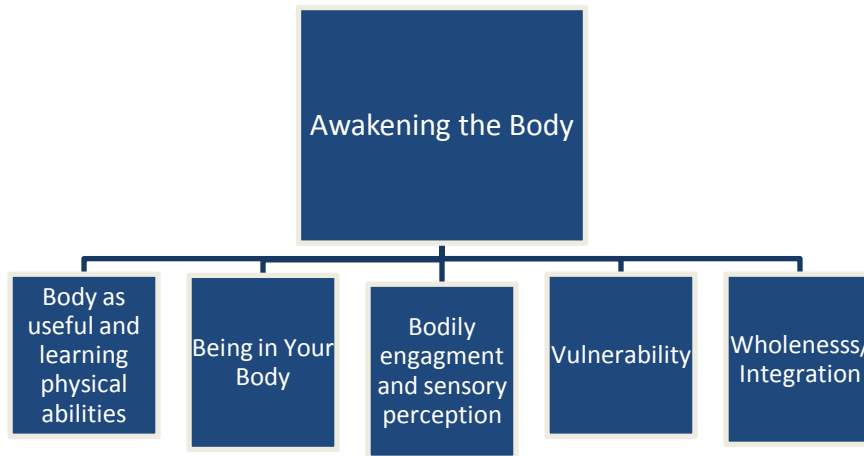 Awakening the Body
Body as
useful and
learning
physical
abilities
Being in Your
Body
Bodily
engagment
and sensory
perception
Vulnerability
Wholenesss/
Integration